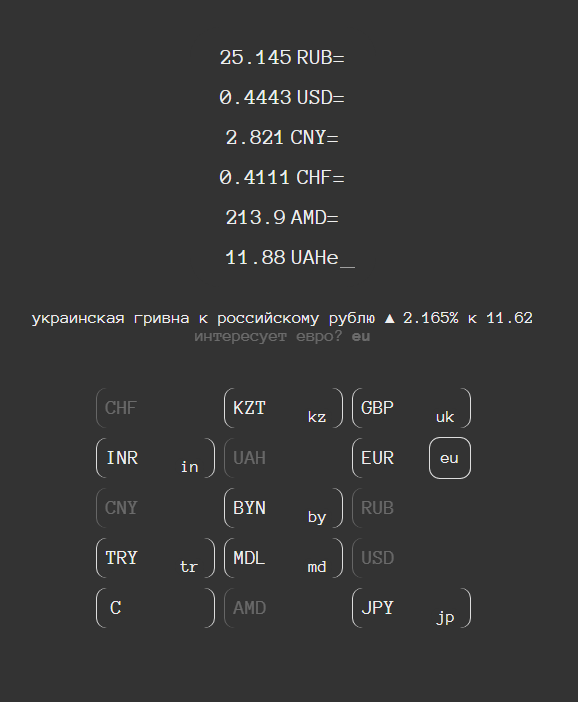 25.145 RUB=
0.4443 USD=
2.821 CNY=
0.4111 CHF=
213.9 AMD=
11.88 UAHe_
украинская гривна к российскому рублю ▲ 2.165% к 11.62
интересует евро? eu
CHF KZT kz GBP uk
INR in UAH EUR eu
CNY BYN by RUB
TRY tr MDL md USD
C AMD JPY jp